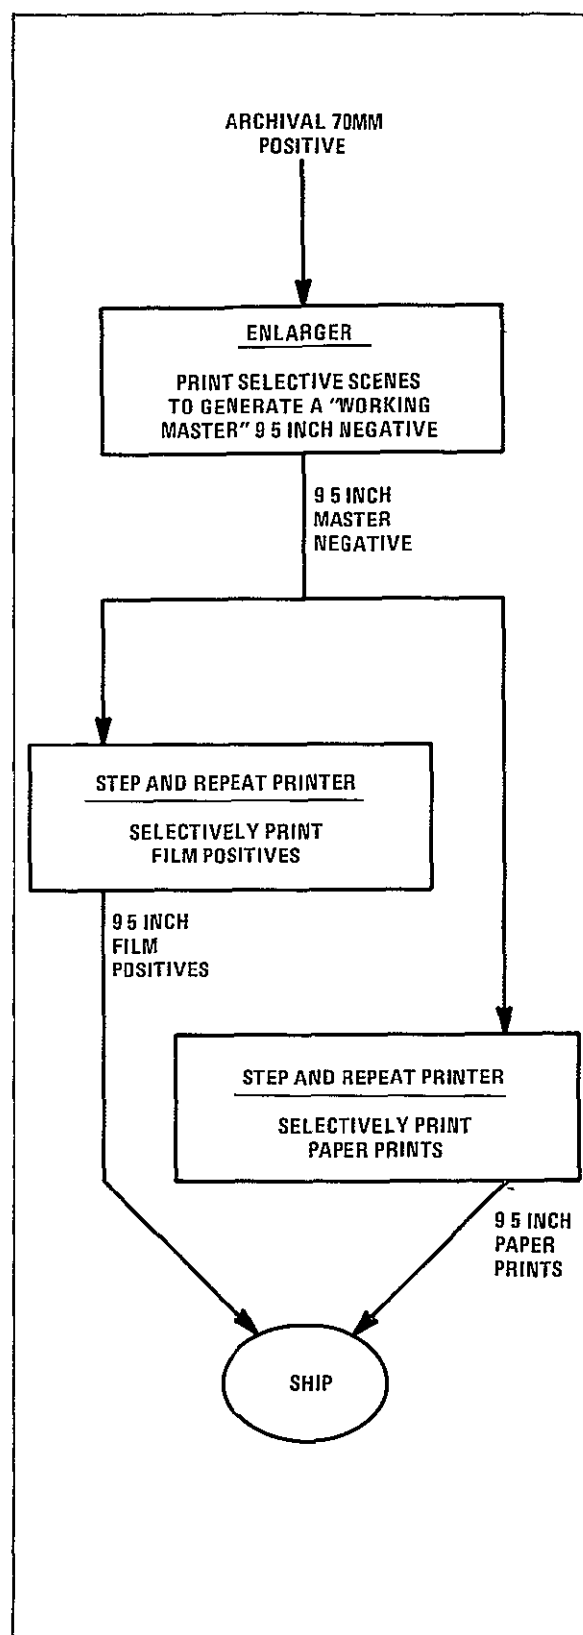 ARCHIVAL 70MM
POSITIVE
ENLARGER
PRINT SELECTIVE SCENES
TO GENERATE A "WORKING
MASTER" 9 5 INCH NEGATIVE
9 5 INCH
MASTER
NEGATIVE
STEP AND REPEAT PRINTER
SELECTIVELY PRINT
FILM POSITIVES
9 5 INCH
FILM
POSITIVES
STEP AND REPEAT PRINTER
SELECTIVELY PRINT
PAPER PRINTS
9 5 INCH
PAPER
PRINTS
SHIP